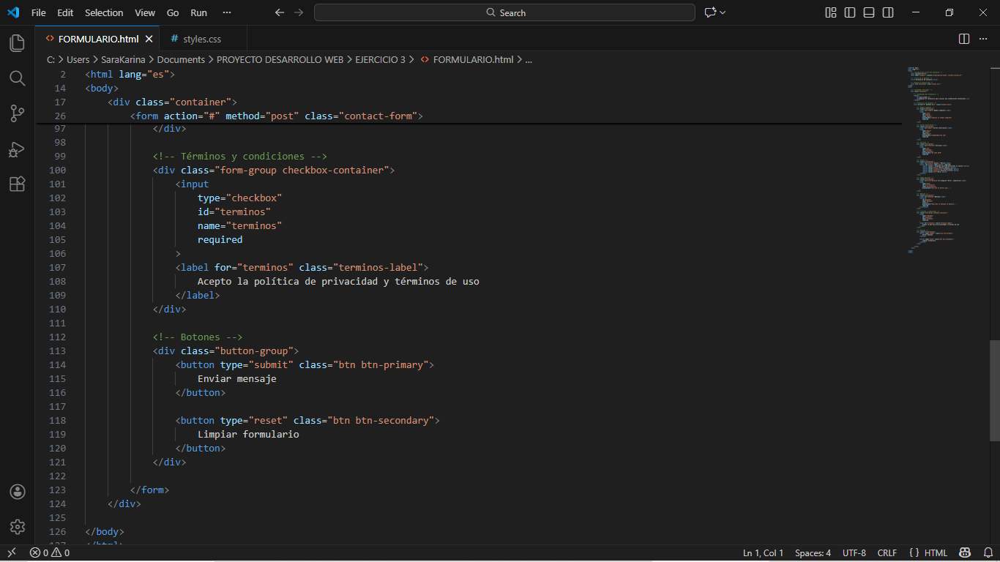 File Edit Selection View Go Run ··· Search
FORMULARIO.html # styles.css
C: > Users > SaraKarina > Documents > PROYECTO DESARROLLO WEB > EJERCICIO 3 > <> FORMULARIO.html > ...
2 <html lang="es">
14 <body>
17 <div class="container">
26 <form action="#" method="post" class="contact-form">
97 </div>
98
99 <!-- Términos y condiciones -->
100 <div class="form-group checkbox-container">
101 <input
102 type="checkbox"
103 id="terminos"
104 name="terminos"
105 required
106 >
107 <label for="terminos" class="terminos-label">
108 Acepto la política de privacidad y términos de uso
109 </label>
110 </div>
111
112 <!-- Botones -->
113 <div class="button-group">
114 <button type="submit" class="btn btn-primary">
115 Enviar mensaje
116 </button>
117
118 <button type="reset" class="btn btn-secondary">
119 Limpiar formulario
120 </button>
121 </div>
122
123 </form>
124 </div>
125
126 </body>
127 </html>
0 0 Ln 1, Col 1 Spaces: 4 UTF-8 CRLF { } HTML